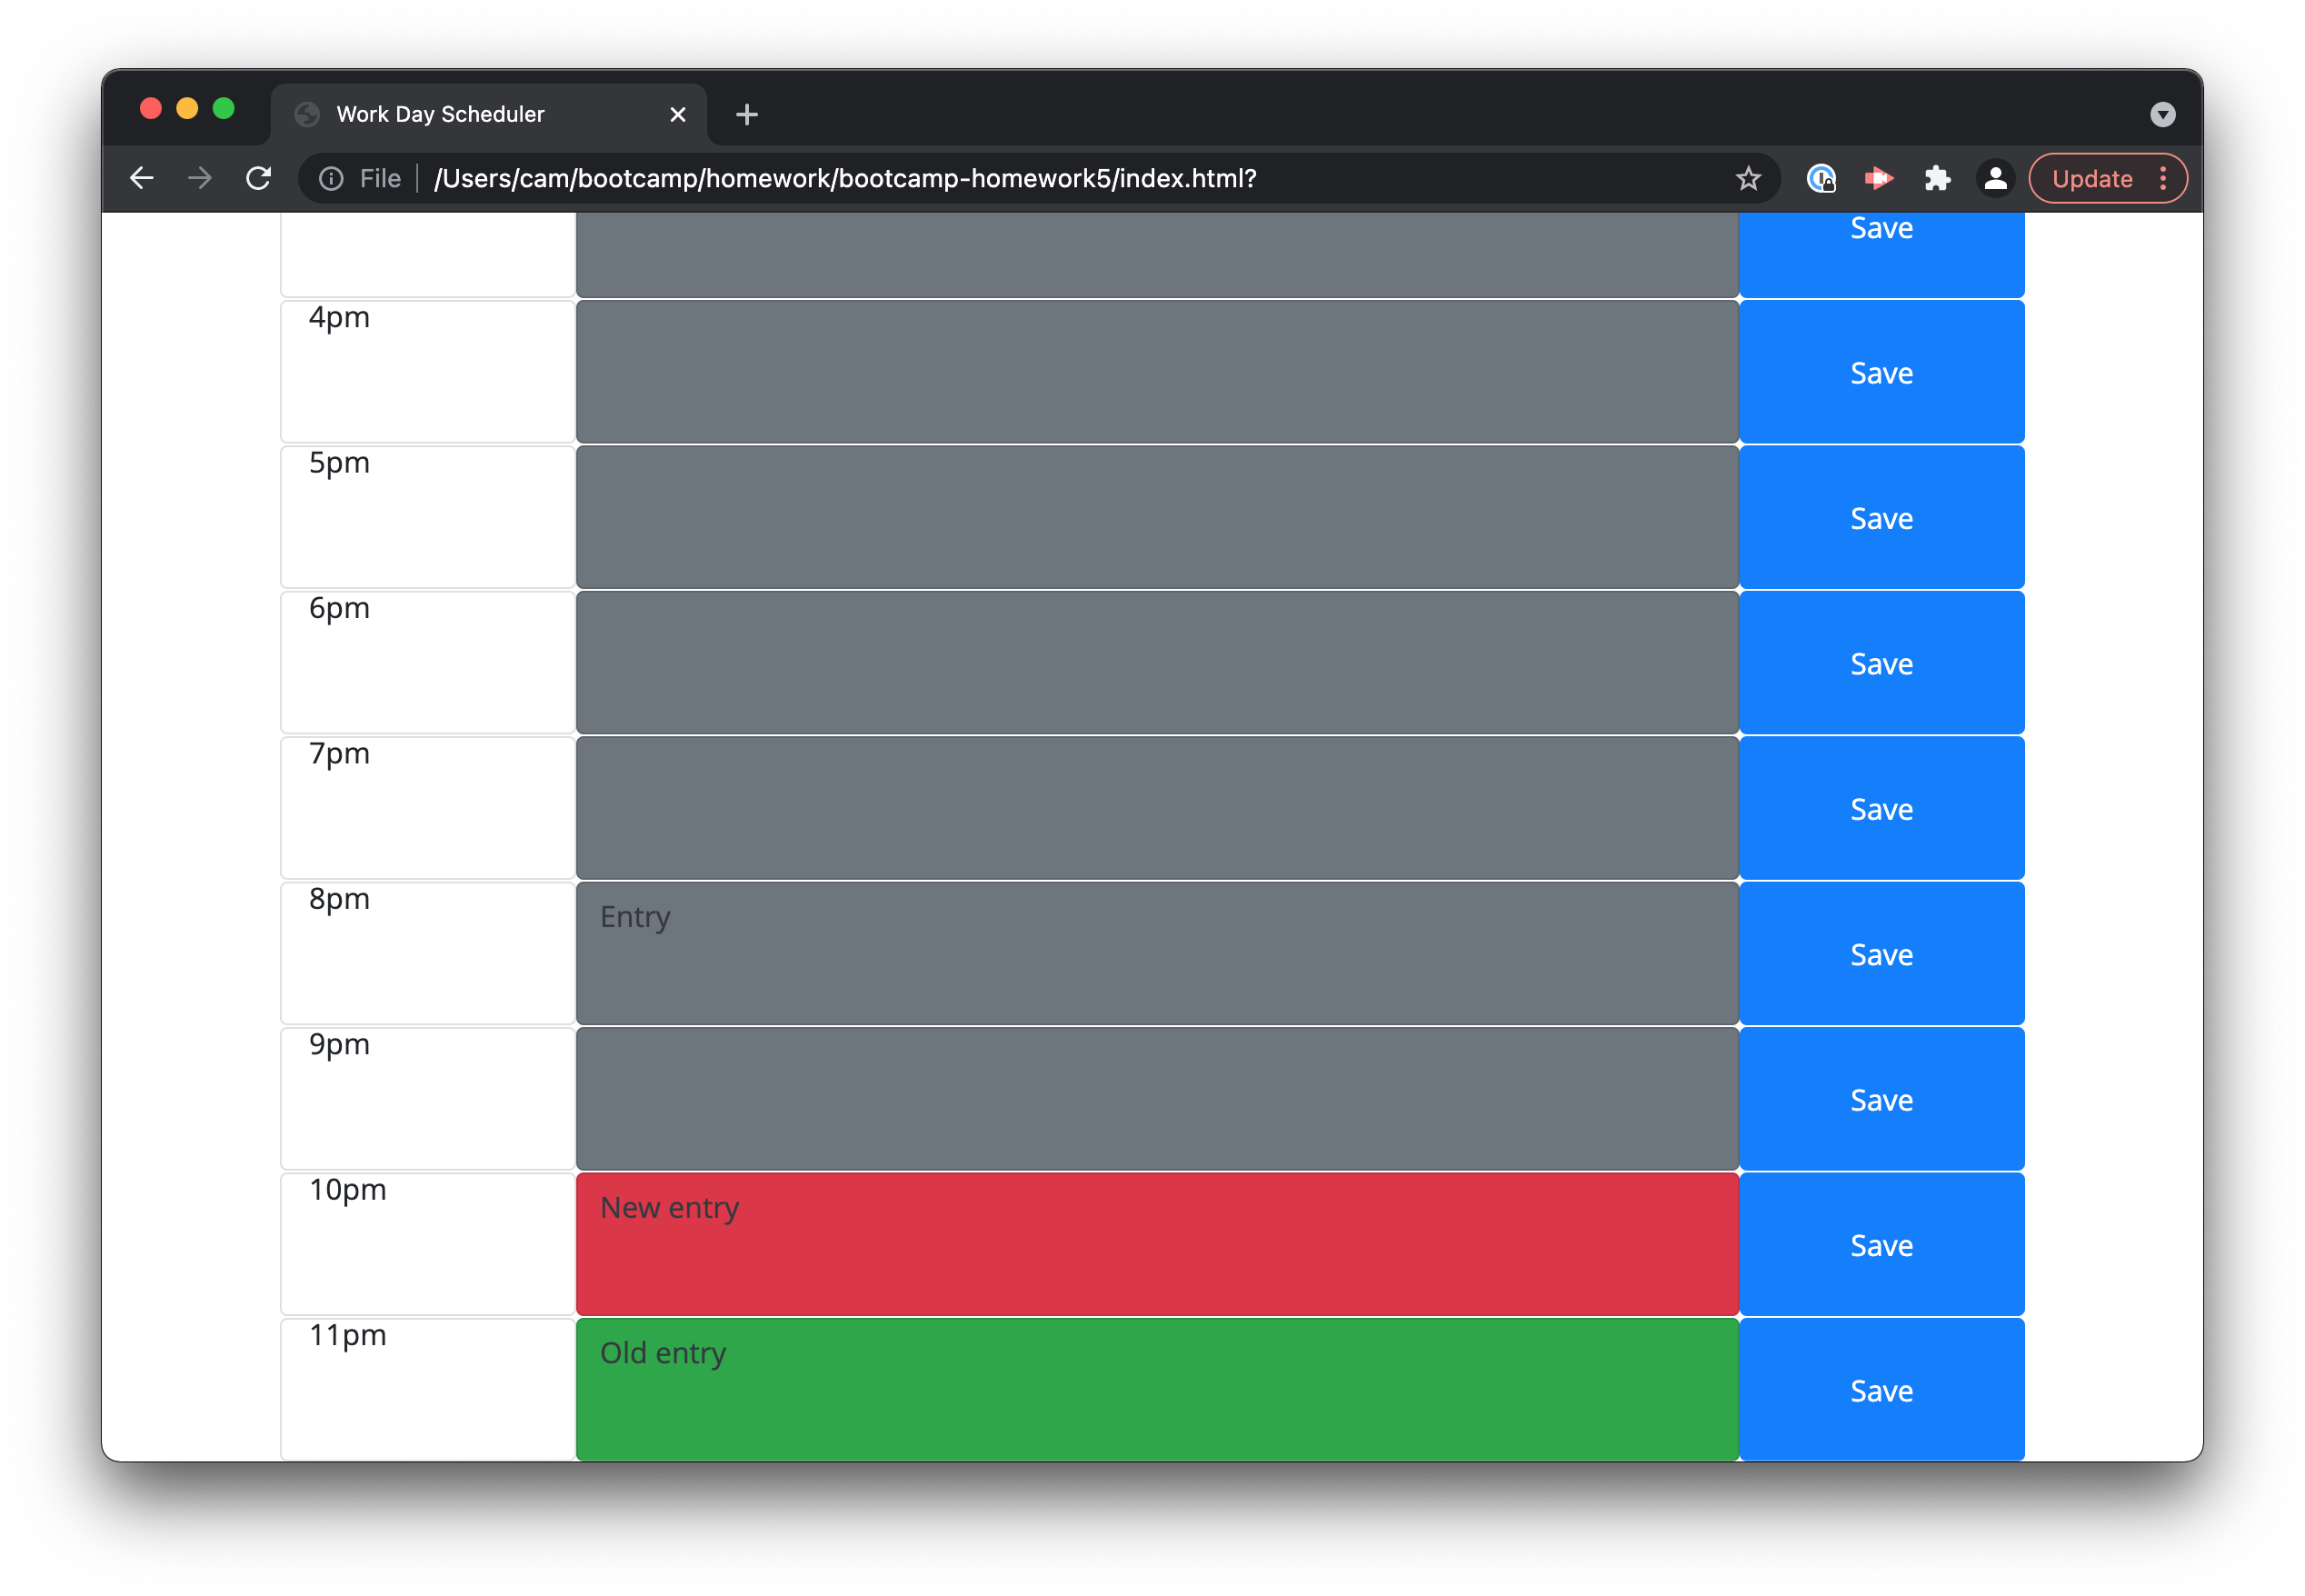 Work Day Scheduler
File /Users/cam/bootcamp/homework/bootcamp-homework5/index.html? Update
Save
4pm Save
5pm Save
6pm Save
7pm Save
8pm Entry Save
9pm Save
10pm New entry Save
11pm Old entry Save